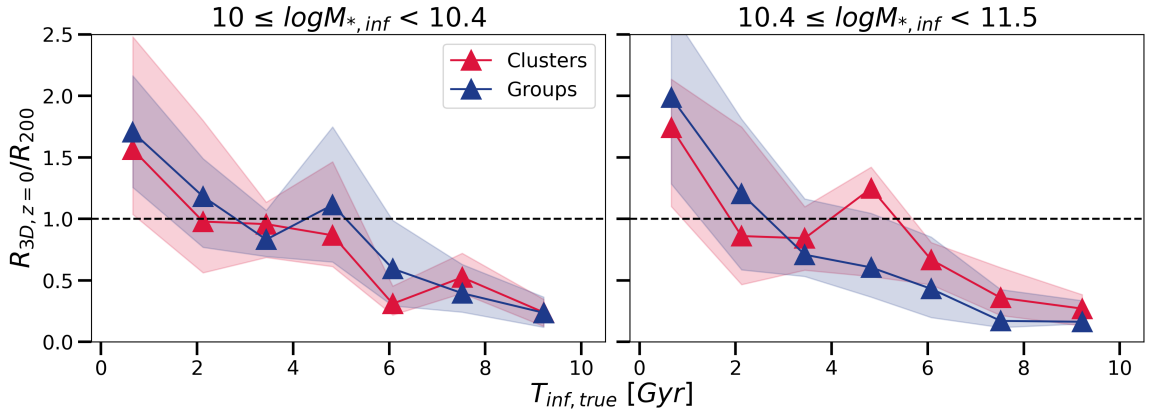 10 ≤ logM*,inf < 10.4
10.4 ≤ logM*,inf < 11.5
R3D,z=0/R200
2.5
2.0
1.5
1.0
0.5
0.0
Clusters
Groups
0 2 4 6 8 10
0 2 4 6 8 10
Tinf,true [Gyr]